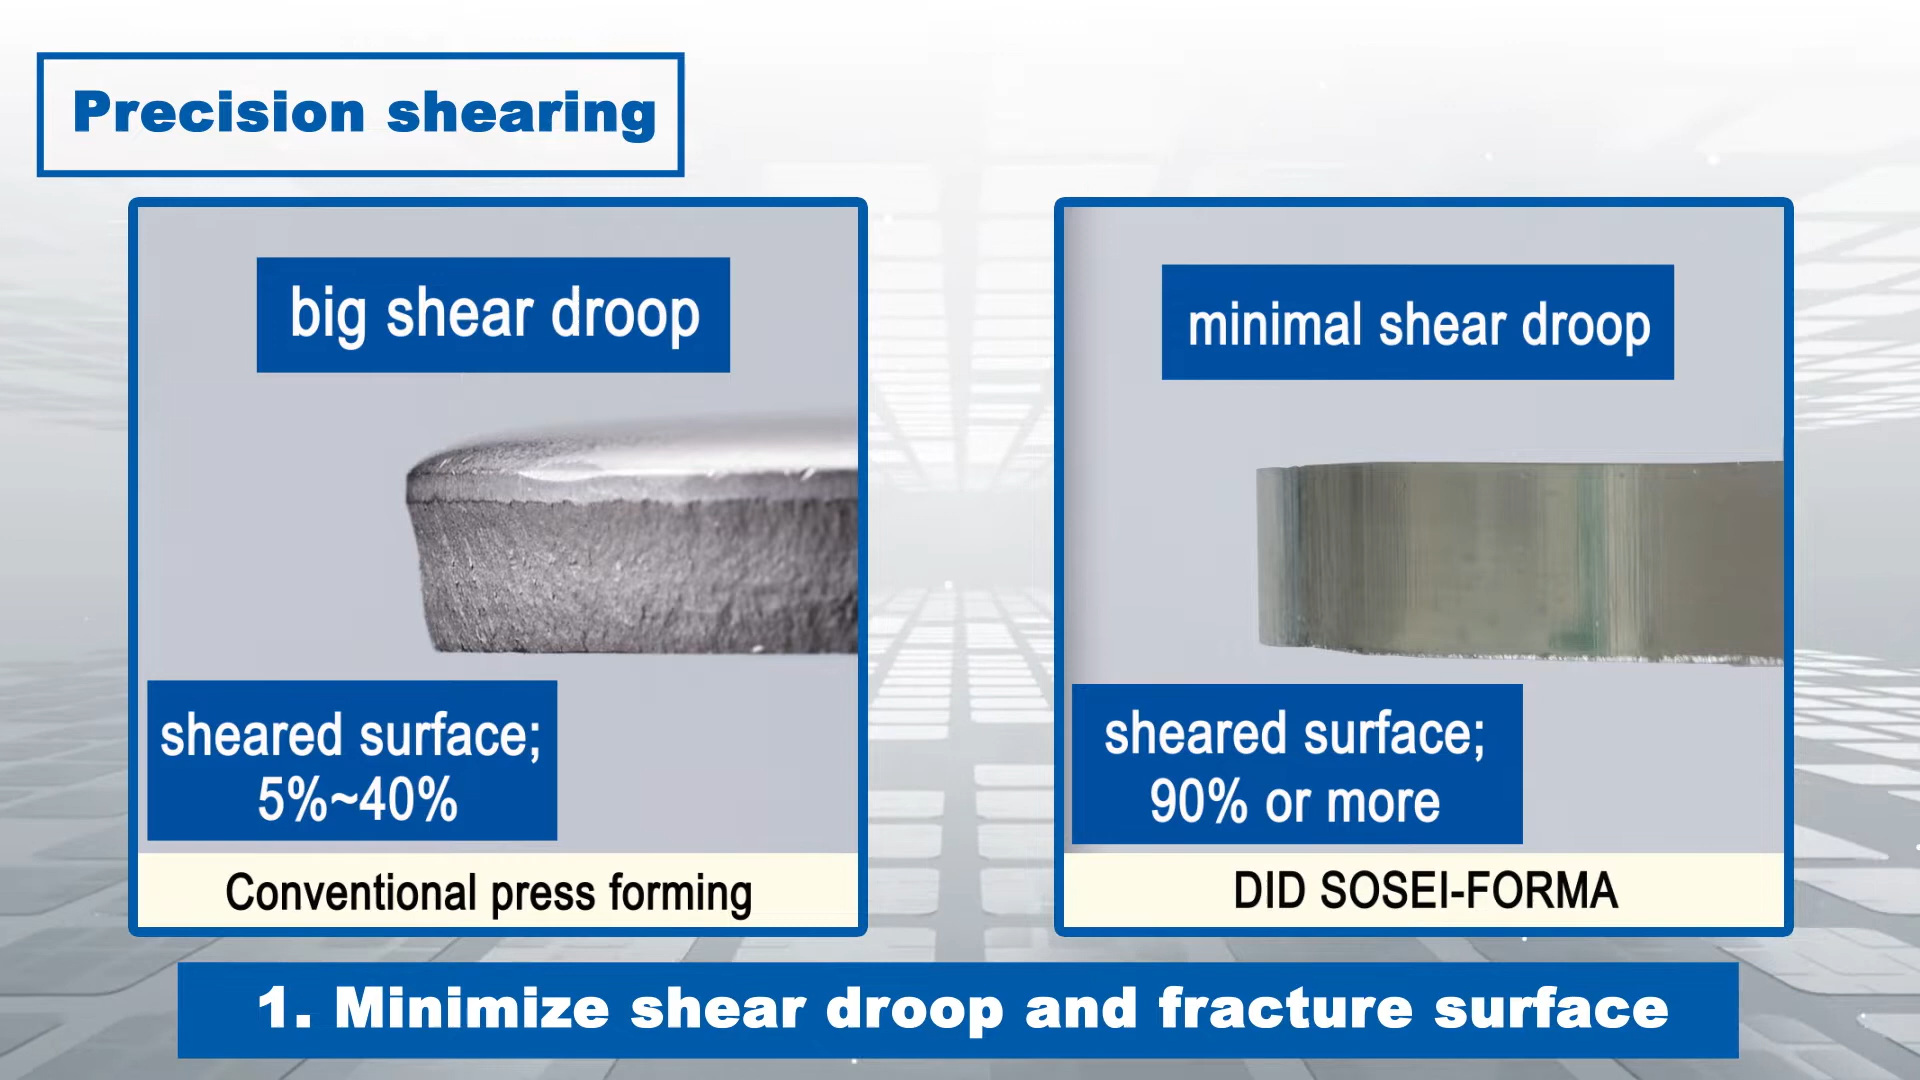 Precision shearing
big shear droop
sheared surface;
5%~40%
Conventional press forming
minimal shear droop
sheared surface;
90% or more
DID SOSEI-FORMA
1. Minimize shear droop and fracture surface